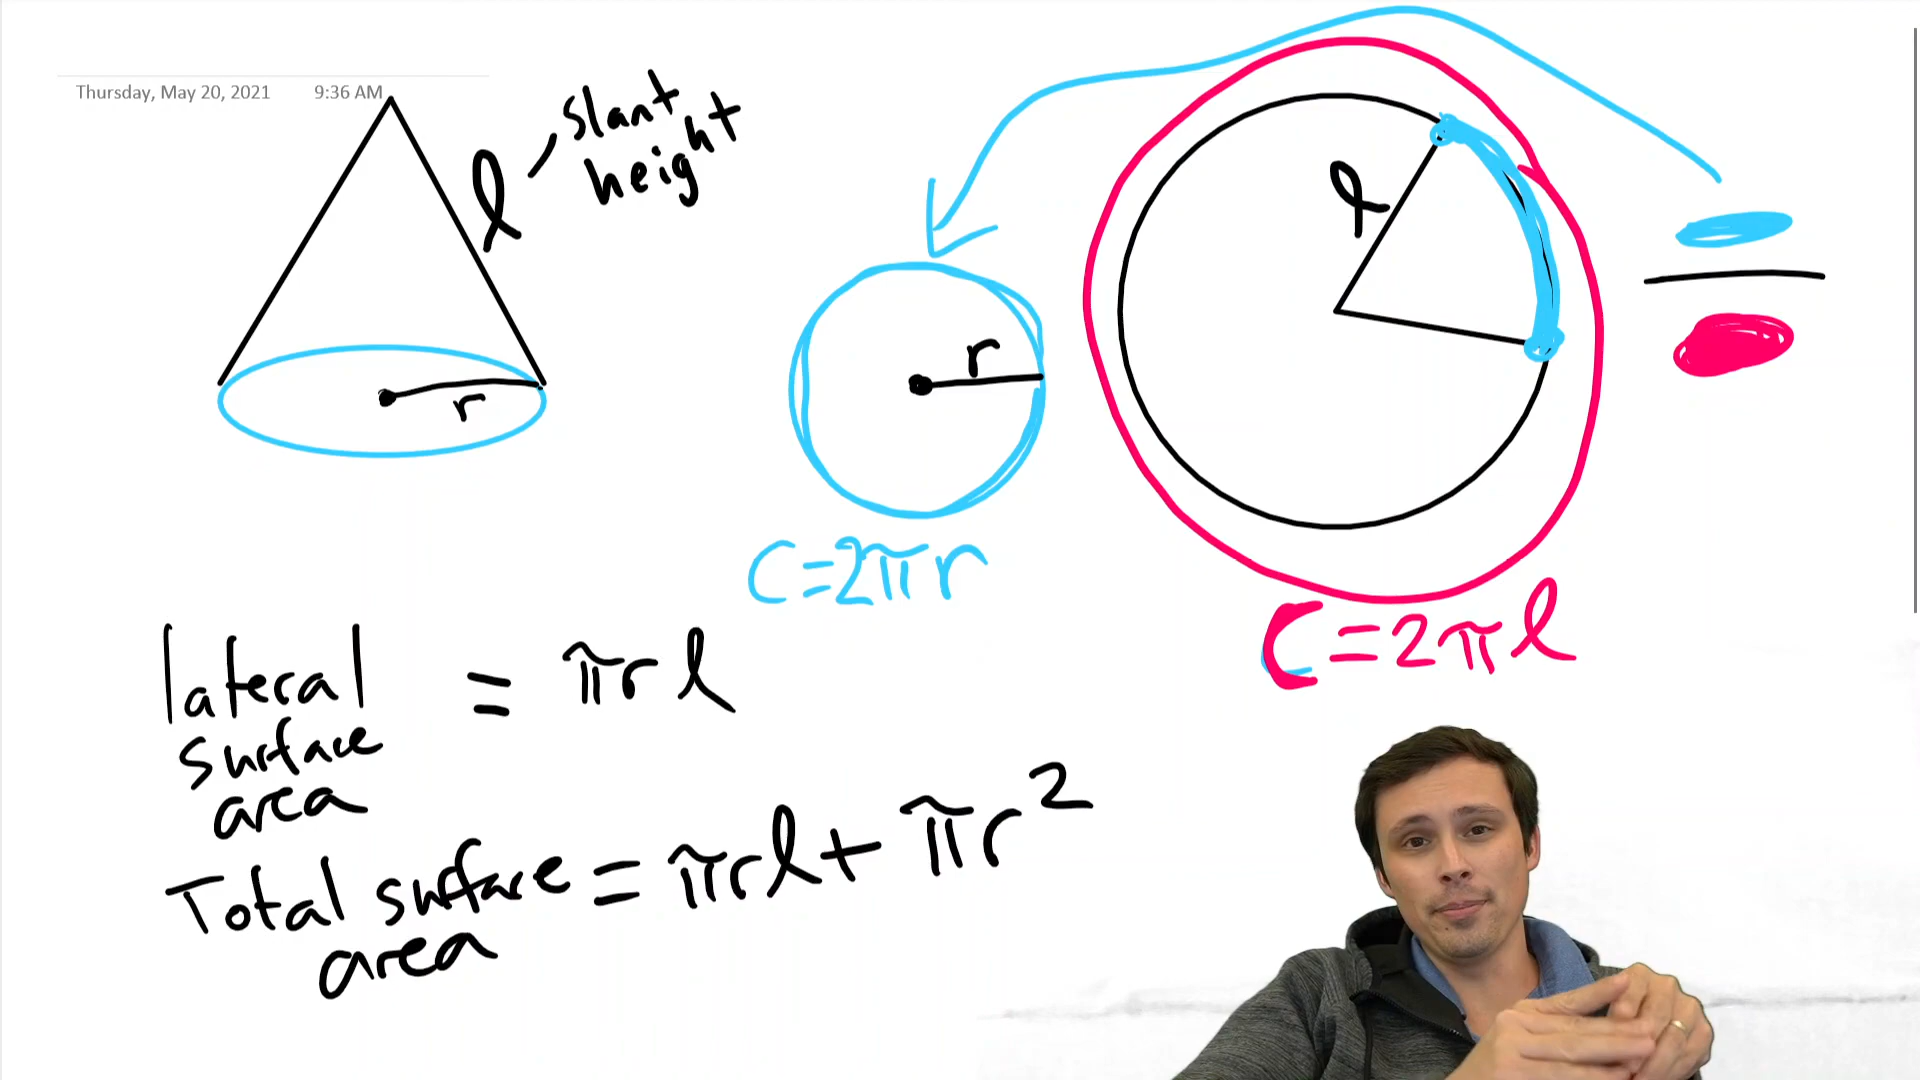 Thursday, May 20, 2021 9:36 AM
l
slant
height
r
r
l
C=2πr
C=2πl
lateral
surface
area
= πrl
Total surface
area
= πrl + πr²